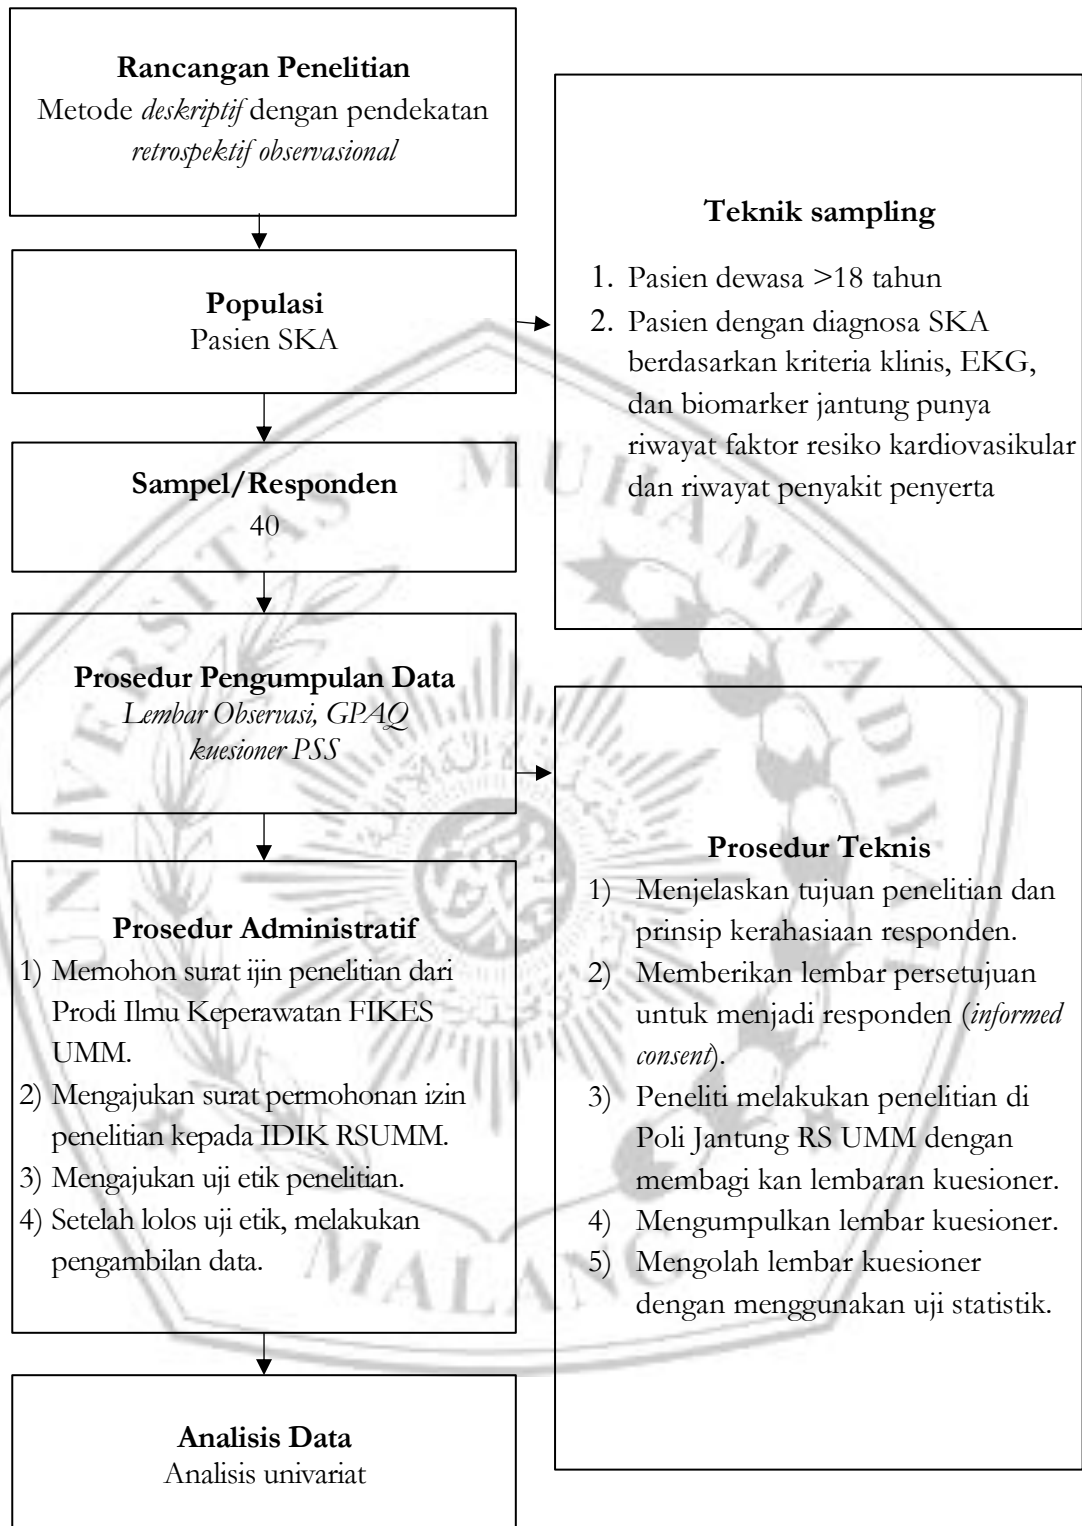 Rancangan Penelitian
Metode deskriptif dengan pendekatan
retrospektif observasional
Populasi
Pasien SKA
Teknik sampling
1. Pasien dewasa >18 tahun
2. Pasien dengan diagnosa SKA
berdasarkan kriteria klinis, EKG,
dan biomarker jantung punya
riwayat faktor resiko kardiovasikular
dan riwayat penyakit penyerta
Sampel/Responden
40
Prosedur Pengumpulan Data
Lembar Observasi, GPAQ
kuesioner PSS
Prosedur Administratif
1) Memohon surat ijin penelitian dari
Prodi Ilmu Keperawatan FIKES
UMM.
2) Mengajukan surat permohonan izin
penelitian kepada IDIK RSUMM.
3) Mengajukan uji etik penelitian.
4) Setelah lolos uji etik, melakukan
pengambilan data.
Prosedur Teknis
1) Menjelaskan tujuan penelitian dan
prinsip kerahasiaan responden.
2) Memberikan lembar persetujuan
untuk menjadi responden (informed
consent).
3) Peneliti melakukan penelitian di
Poli Jantung RS UMM dengan
membagi kan lembaran kuesioner.
4) Mengumpulkan lembar kuesioner.
5) Mengolah lembar kuesioner
dengan menggunakan uji statistik.
Analisis Data
Analisis univariat
UNIVERSITAS MUHAMMADIYAH
MALANG